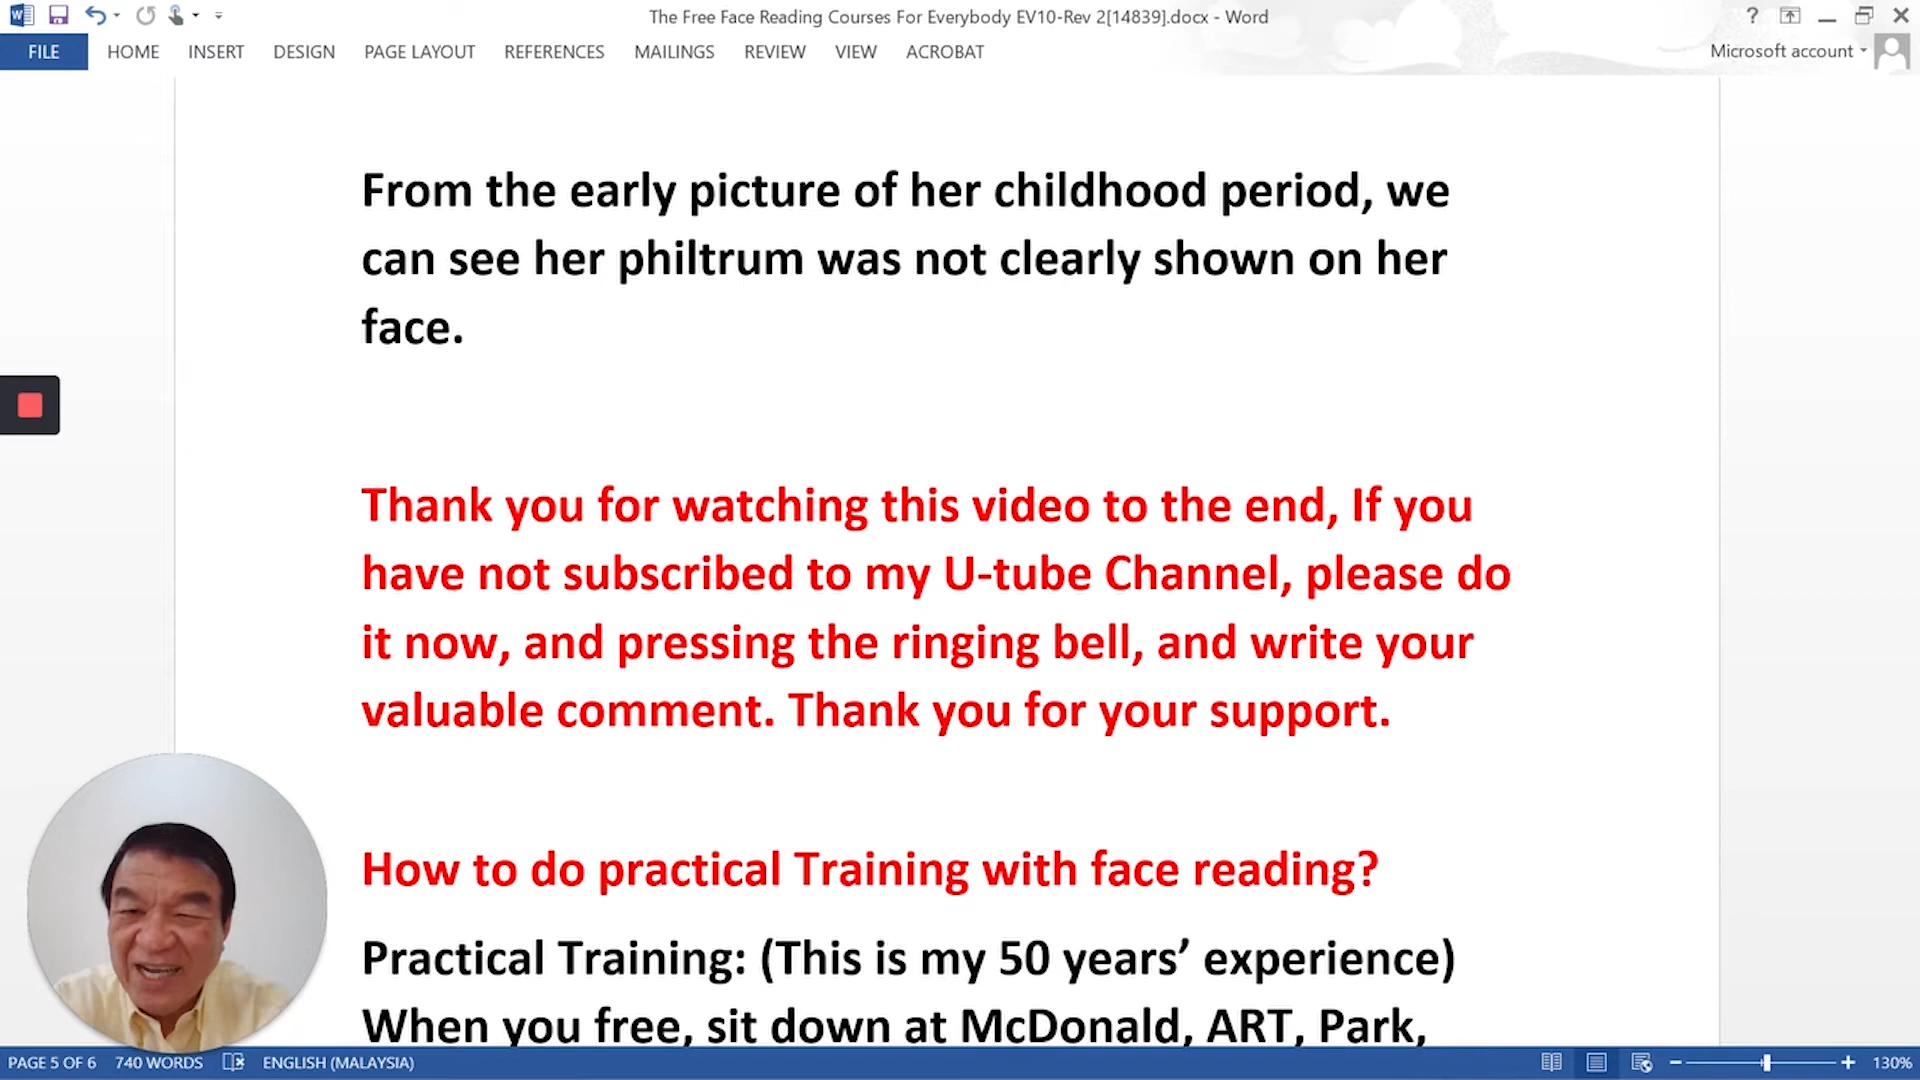 The Free Face Reading Courses For Everybody EV10-Rev 2[14839].docx - Word
?
FILE HOME INSERT DESIGN PAGE LAYOUT REFERENCES MAILINGS REVIEW VIEW ACROBAT Microsoft account
From the early picture of her childhood period, we
can see her philtrum was not clearly shown on her
face.
Thank you for watching this video to the end, If you
have not subscribed to my U-tube Channel, please do
it now, and pressing the ringing bell, and write your
valuable comment. Thank you for your support.
How to do practical Training with face reading?
Practical Training: (This is my 50 years’ experience)
When you free, sit down at McDonald, ART, Park,
PAGE 5 OF 6 740 WORDS ENGLISH (MALAYSIA) 130%